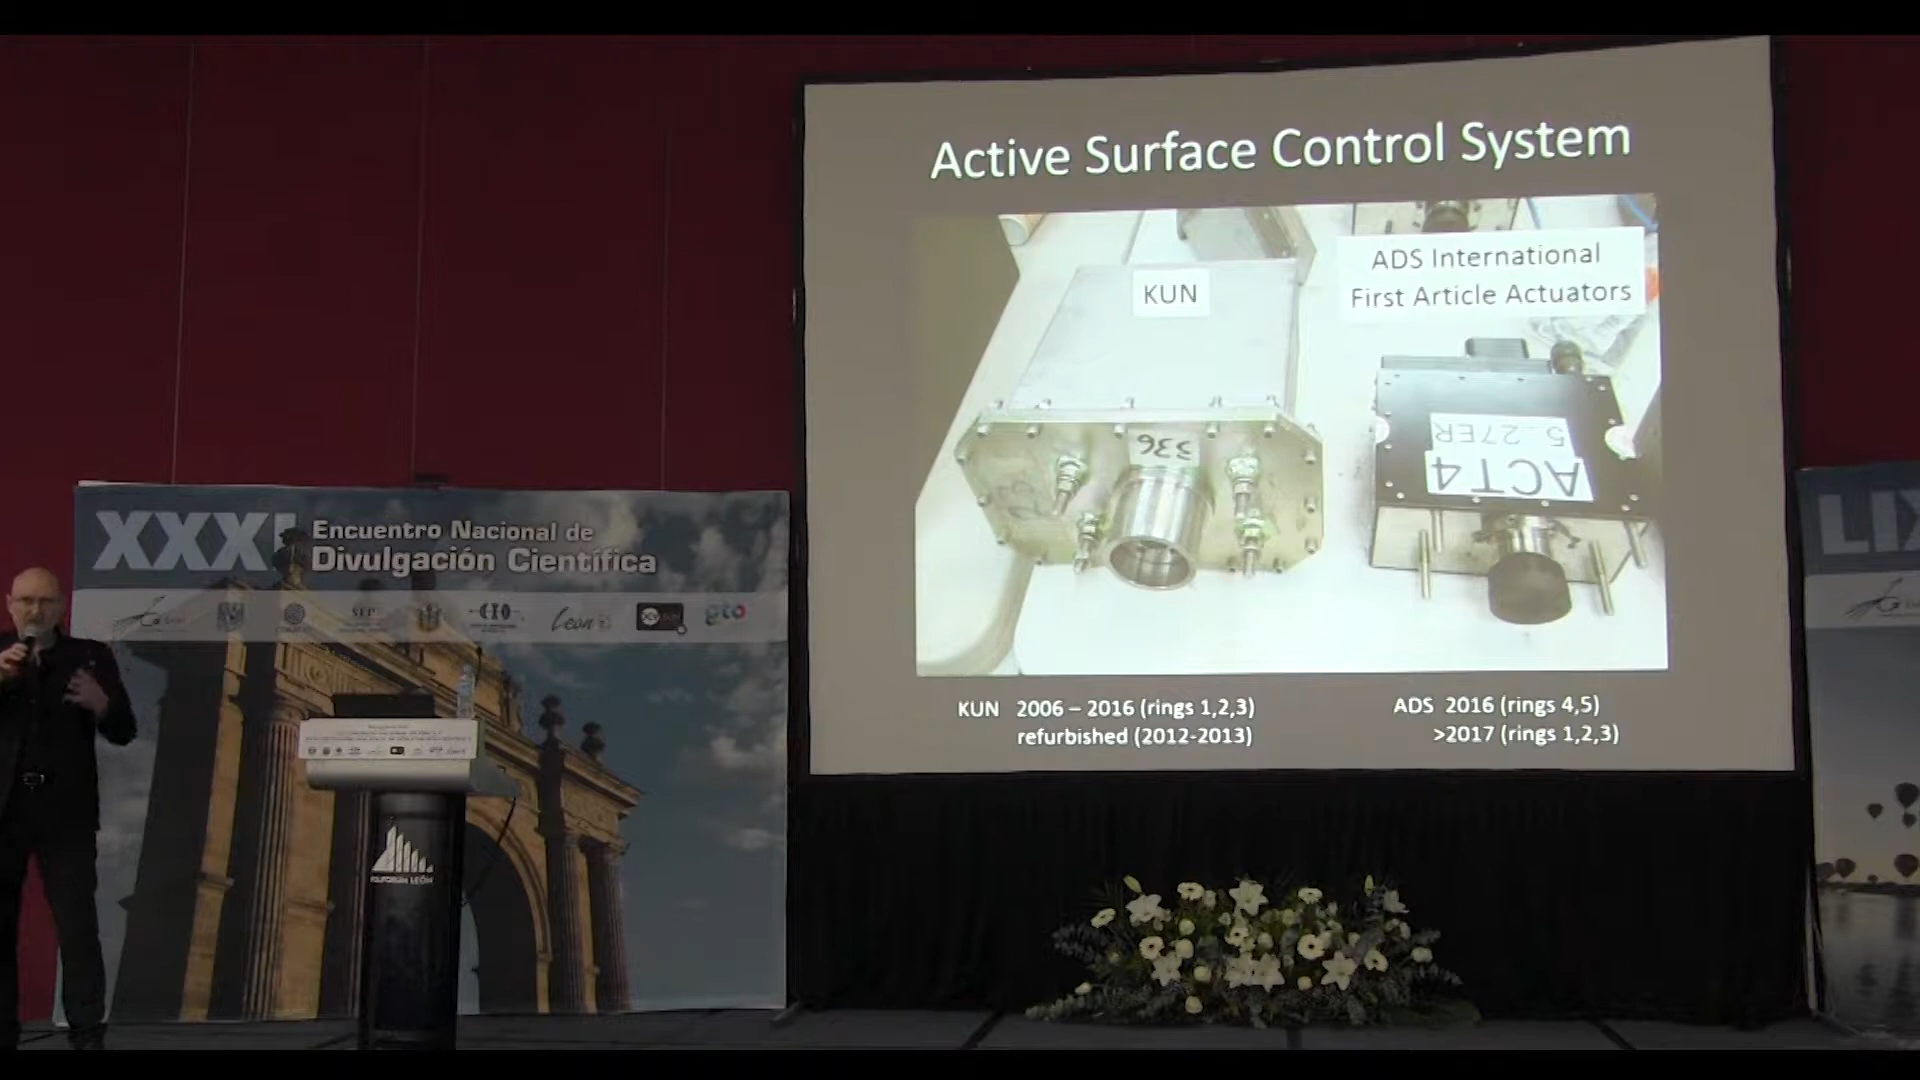 Active Surface Control System
KUN
ADS International
First Article Actuators
336
5_27ER
ACT4
KUN 2006 – 2016 (rings 1,2,3)
refurbished (2012-2013)
ADS 2016 (rings 4,5)
>2017 (rings 1,2,3)
XXXI Encuentro Nacional de
Divulgación Científica
SEP
CIO
León
gto
LIX